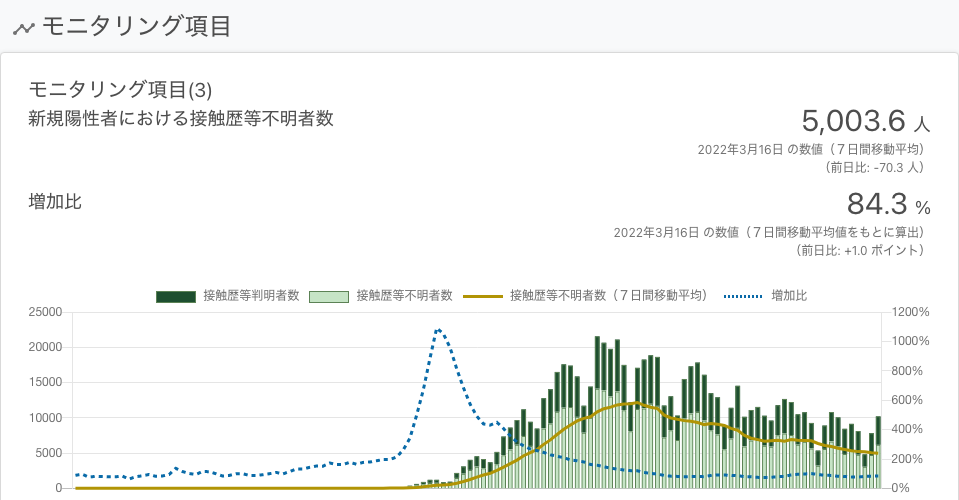 モニタリング項目
モニタリング項目(3)
新規陽性者における接触歴等不明者数
5,003.6 人
2022年3月16日 の数値（７日間移動平均）
（前日比: -70.3 人）
増加比
84.3 %
2022年3月16日 の数値（７日間移動平均値をもとに算出）
（前日比: +1.0 ポイント）
接触歴等判明者数 接触歴等不明者数 接触歴等不明者数（７日間移動平均） 増加比
25000 1200%
20000 1000%
15000 800%
10000 600%
5000 400%
0 200%
0%